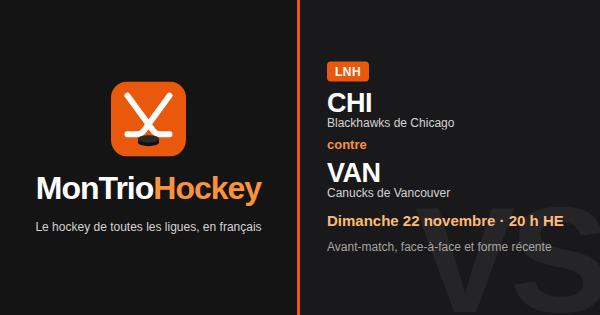 MonTrioHockey
Le hockey de toutes les ligues, en français
LNH
CHI
Blackhawks de Chicago
contre
VAN
Canucks de Vancouver
Dimanche 22 novembre · 20 h HE
Avant-match, face-à-face et forme récente
VS